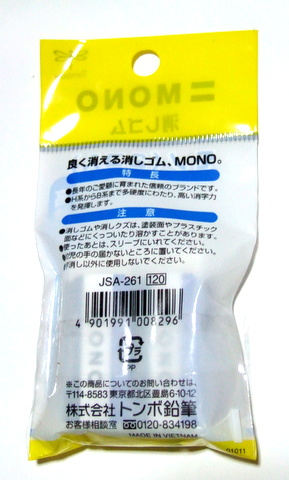 MONO
消しゴム
良く消える消しゴム、MONO。
特長
●長年のご愛顧に育まれた信頼のブランドです。
●H系からB系まで多硬度にわたり、高い消字力
を発揮します。
注意
●消しゴムや消しクズは、塗装面やプラスチック
面などにくっついたり溶かすことがあります。
●使ったあとは、スリーブにいれてください。
●幼児の手の届かないところに置いてください。
●字消し以外に使用しないでください。
JSA-261 120
4 901991 008296
プラ
pp
※この商品についてのお問い合わせは、
〒114-8583 東京都北区豊島6-10-12
株式会社トンボ鉛筆
お客様相談室 0120-834198
MADE IN VIETNAM
01011